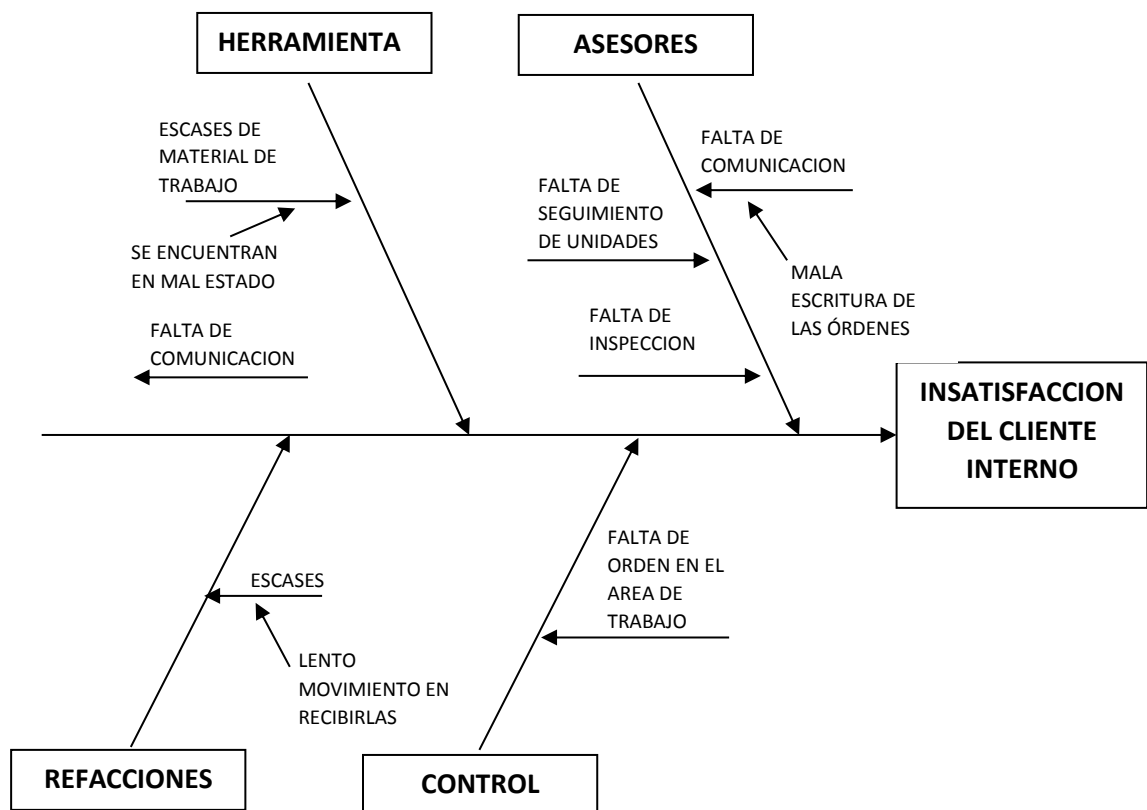 HERRAMIENTA
ASESORES
ESCASES DE
MATERIAL DE
TRABAJO
SE ENCUENTRAN
EN MAL ESTADO
FALTA DE
COMUNICACION
FALTA DE
SEGUIMIENTO
DE UNIDADES
FALTA DE
INSPECCION
FALTA DE
COMUNICACION
MALA
ESCRITURA DE
LAS ÓRDENES
INSATISFACCION
DEL CLIENTE
INTERNO
ESCASES
LENTO
MOVIMIENTO EN
RECIBIRLAS
FALTA DE
ORDEN EN EL
AREA DE
TRABAJO
REFACCIONES
CONTROL